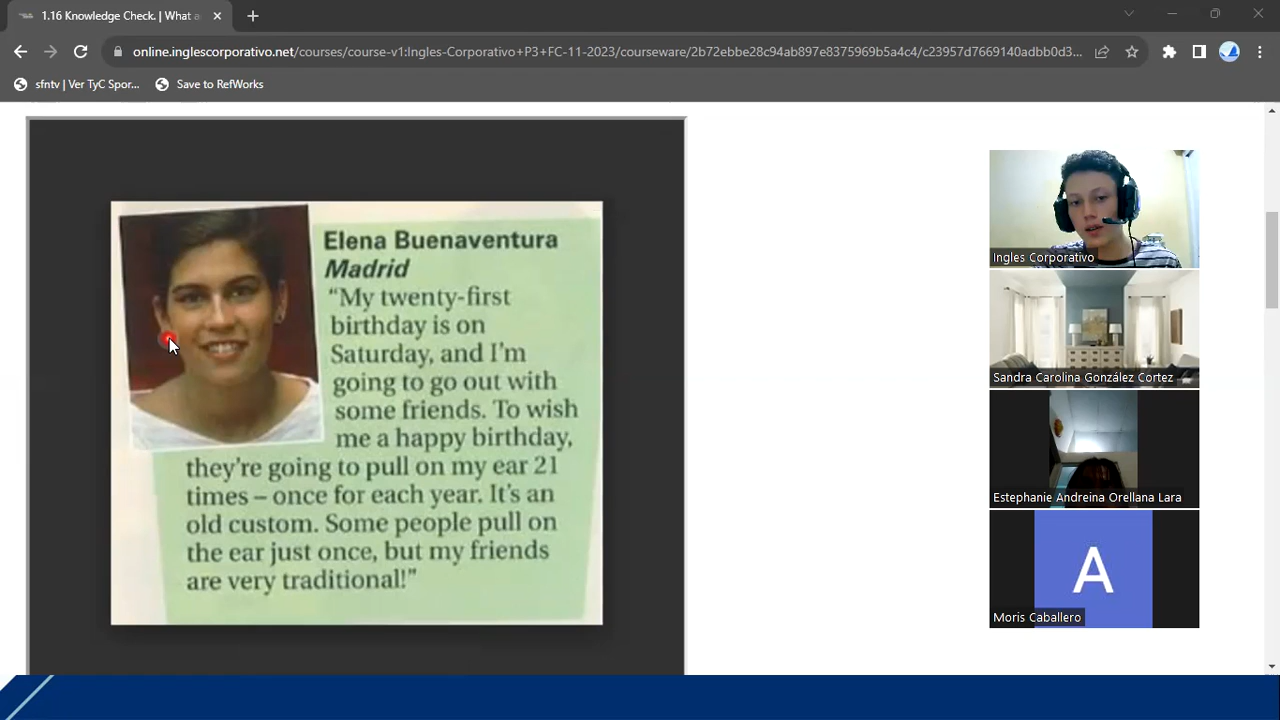 1.16 Knowledge Check. | What a
online.inglescorporativo.net/courses/course-v1:Ingles-Corporativo+P3+FC-11-2023/courseware/2b72ebbe28c94ab897e8375969b5a4c4/c23957d7669140adbb0d3...
sfntv | Ver TyC Spor...
Save to RefWorks
Elena Buenaventura
Madrid
“My twenty-first
birthday is on
Saturday, and I'm
going to go out with
some friends. To wish
me a happy birthday,
they're going to pull on my ear 21
times – once for each year. It's an
old custom. Some people pull on
the ear just once, but my friends
are very traditional!”
Ingles Corporativo
Sandra Carolina González Cortez
Estephanie Andreina Orellana Lara
A
Moris Caballero